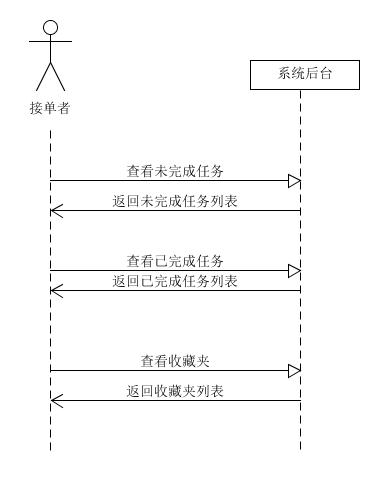 接单者
系统后台
查看未完成任务
返回未完成任务列表
查看已完成任务
返回已完成任务列表
查看收藏夹
返回收藏夹列表